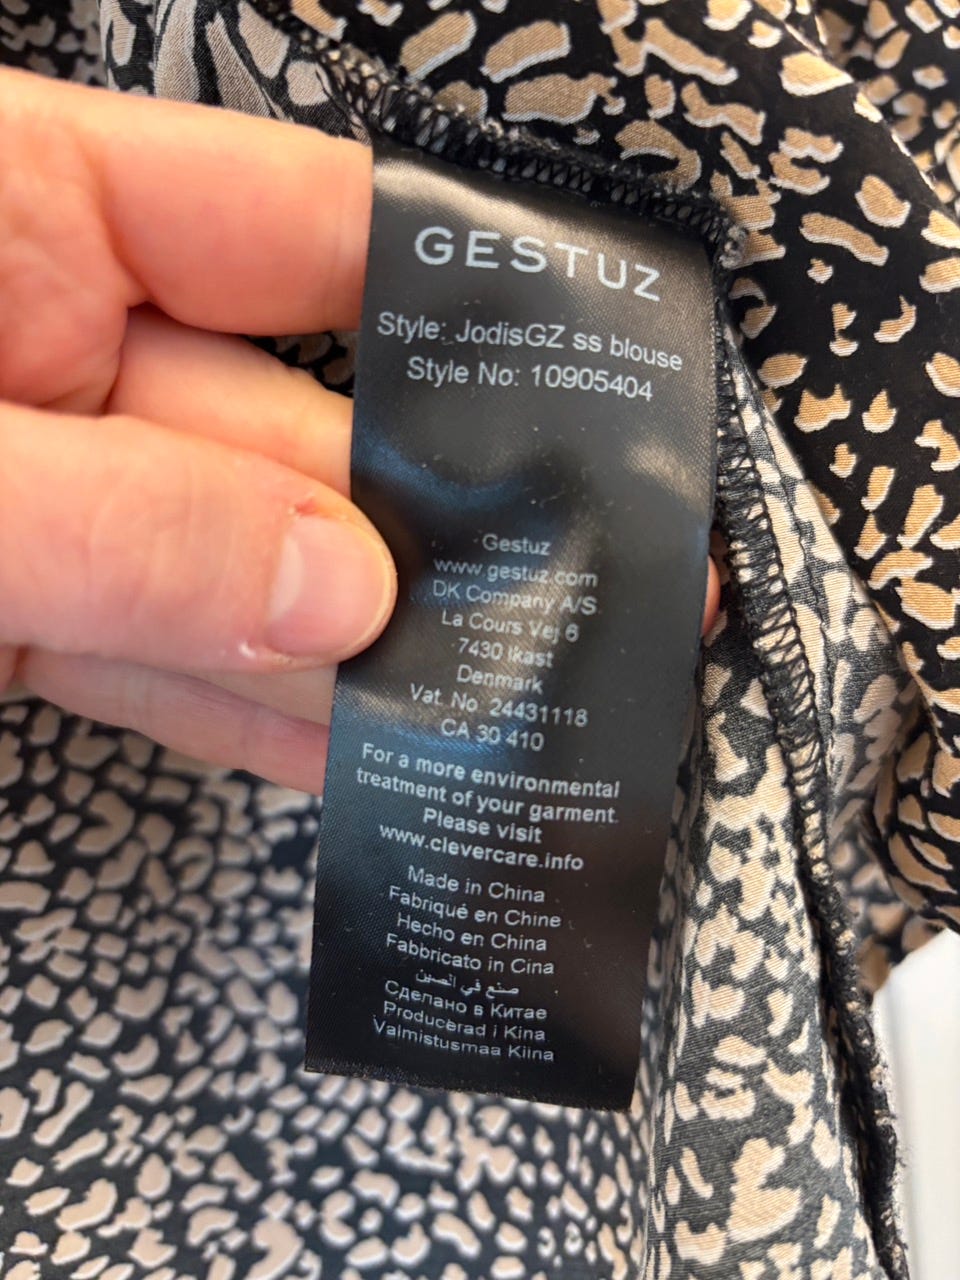 GESTUZ
Style: JodisGZ ss blouse
Style No: 10905404
Gestuz
www.gestuz.com
DK Company A/S
La Cours Vej 6
7430 Ikast
Denmark
Vat. No. 24431118
CA 30 410
For a more environmental
treatment of your garment.
Please visit
www.clevercare.info
Made in China
Fabriqué en Chine
Hecho en China
Fabbricato in Cina
صنع في الصين
Сделано в Китае
Producerad i Kina
Valmistusmaa Kiina